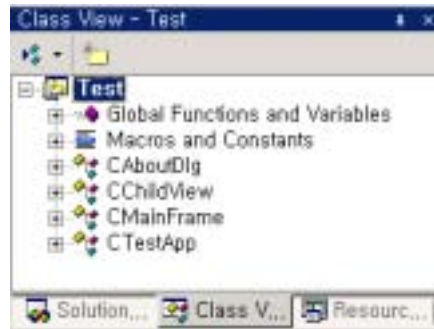 Class View - Test
Test
Global Functions and Variables
Macros and Constants
CAboutDlg
CChildView
CMainFrame
CTestApp
Solution... Class V... Resourc...